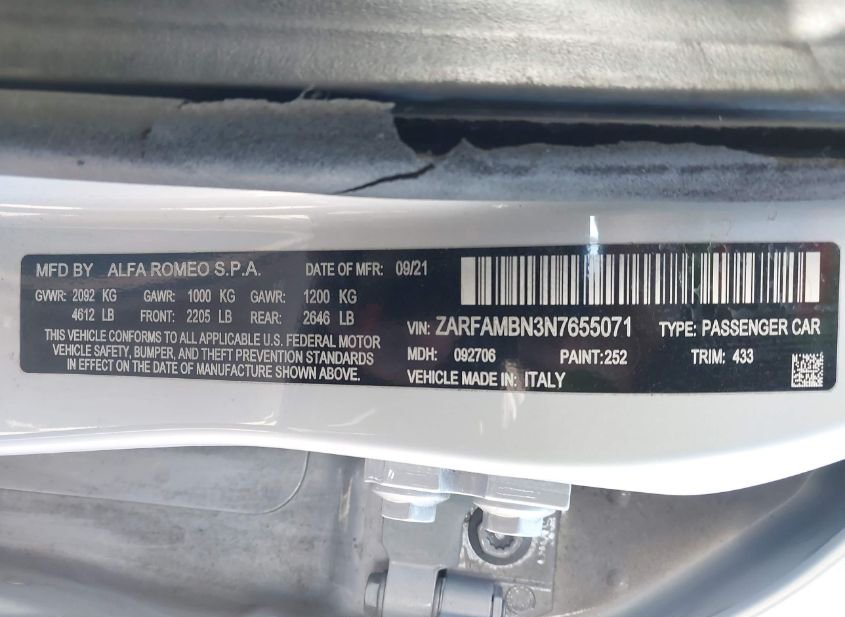 MFD BY ALFA ROMEO S.P.A. DATE OF MFR: 09/21
GVWR: 2092 KG GAWR: 1000 KG GAWR: 1200 KG
4612 LB FRONT: 2205 LB REAR: 2646 LB
THIS VEHICLE CONFORMS TO ALL APPLICABLE U.S. FEDERAL MOTOR
VEHICLE SAFETY, BUMPER, AND THEFT PREVENTION STANDARDS
IN EFFECT ON THE DATE OF MANUFACTURE SHOWN ABOVE.
VIN: ZARFAMBN3N7655071 TYPE: PASSENGER CAR
MDH: 092706 PAINT:252 TRIM: 433
VEHICLE MADE IN: ITALY